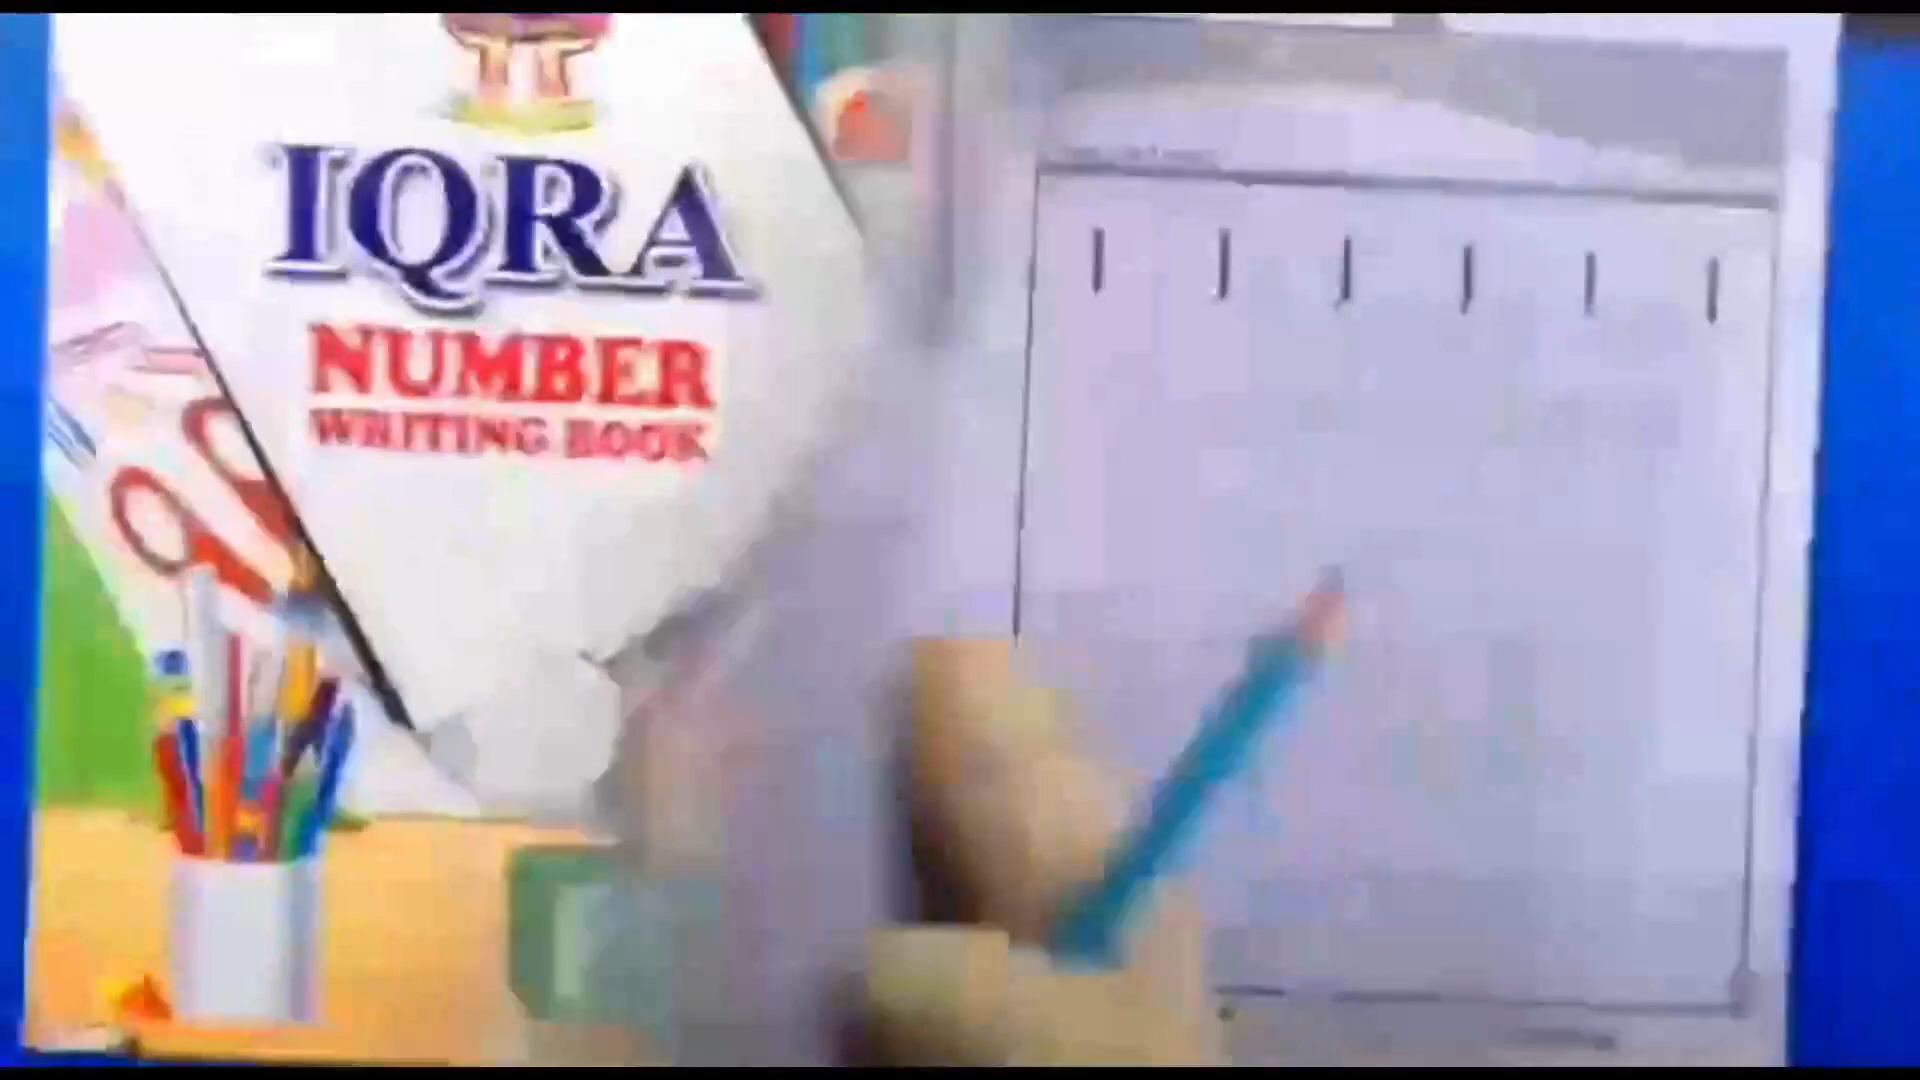 IQRA
NUMBER
WRITING BOOK
| | | | | |